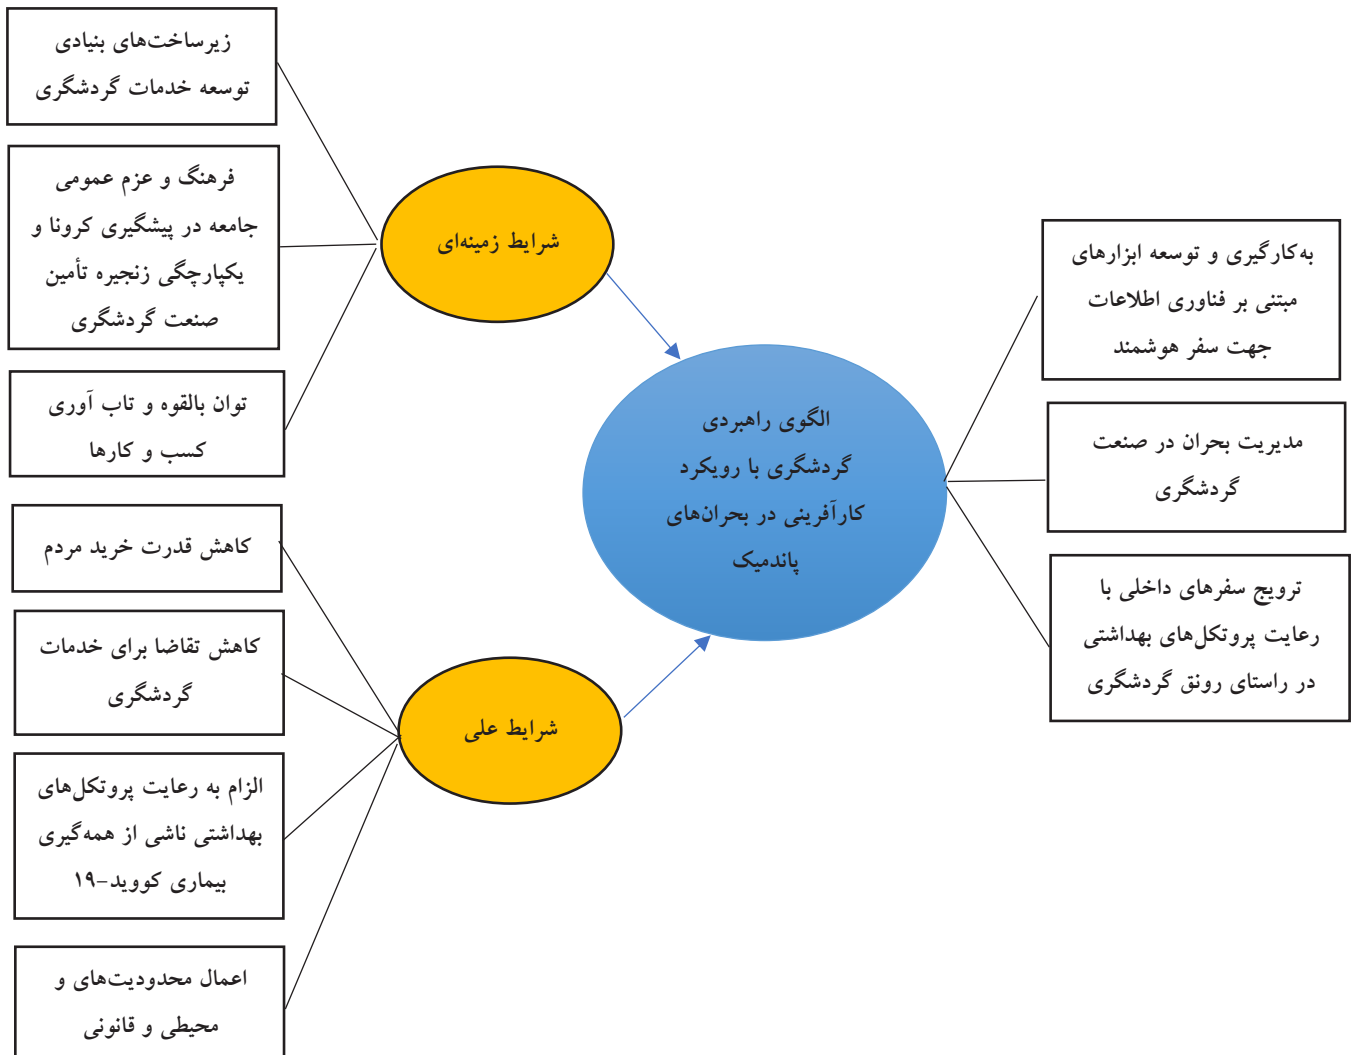 زیرساخت‌های بنیادی
توسعه خدمات گردشگری
فرهنگ و عزم عمومی
جامعه در پیشگیری کرونا و
یکپارچگی زنجیره تأمین
صنعت گردشگری
توان بالقوه و تاب آوری
کسب و کارها
شرایط زمینه‌ای
کاهش قدرت خرید مردم
کاهش تقاضا برای خدمات
گردشگری
الزام به رعایت پروتکل‌های
بهداشتی ناشی از همه‌گیری
بیماری کووید-۱۹
اعمال محدودیت‌های و
محیطی و قانونی
شرایط علی
الگوی راهبردی
گردشگری با رویکرد
کارآفرینی در بحران‌های
پاندمیک
به‌کارگیری و توسعه ابزارهای
مبتنی بر فناوری اطلاعات
جهت سفر هوشمند
مدیریت بحران در صنعت
گردشگری
ترویج سفرهای داخلی با
رعایت پروتکل‌های بهداشتی
در راستای رونق گردشگری